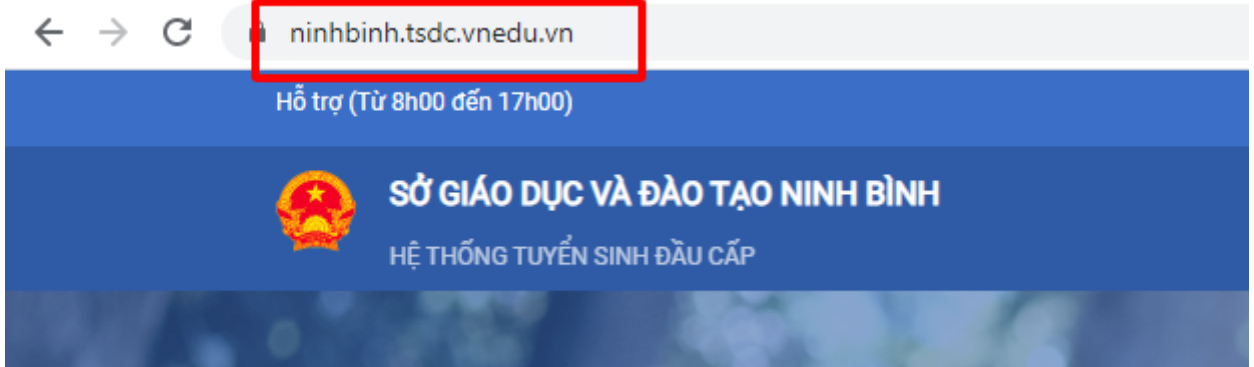 ninhbinh.tsdc.vnedu.vn
Hỗ trợ (Từ 8h00 đến 17h00)
SỞ GIÁO DỤC VÀ ĐÀO TẠO NINH BÌNH
HỆ THỐNG TUYỂN SINH ĐẦU CẤP